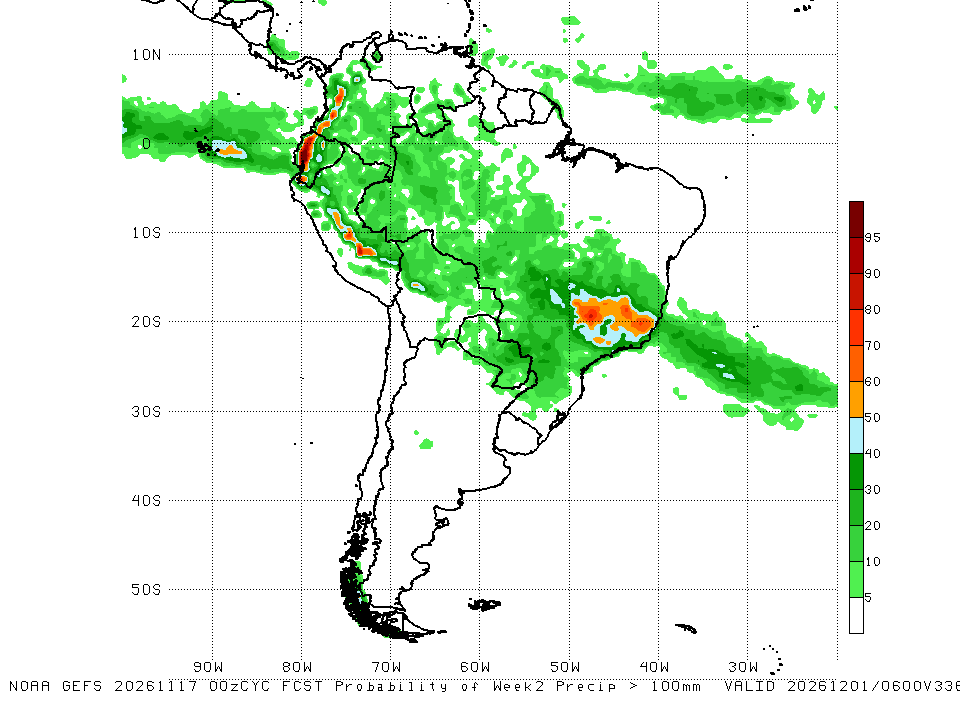 10N
0
10S
20S
30S
40S
50S
95
90
80
70
60
50
40
30
20
10
5
90W 80W 70W 60W 50W 40W 30W
NOAA GEFS 20261117 00zCYC FCST Probability of Week2 Precip > 100mm VALID 20261201/0600V336